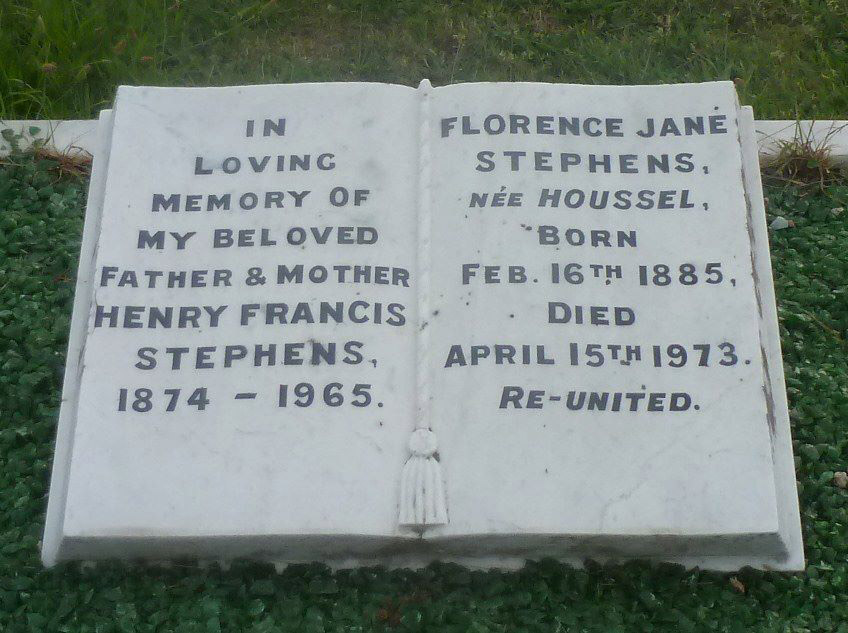 IN
LOVING
MEMORY OF
MY BELOVED
FATHER & MOTHER
HENRY FRANCIS
STEPHENS,
1874 - 1965.
FLORENCE JANE
STEPHENS,
NÉE HOUSSEL,
BORN
FEB. 16TH 1885,
DIED
APRIL 15TH 1973.
RE-UNITED.